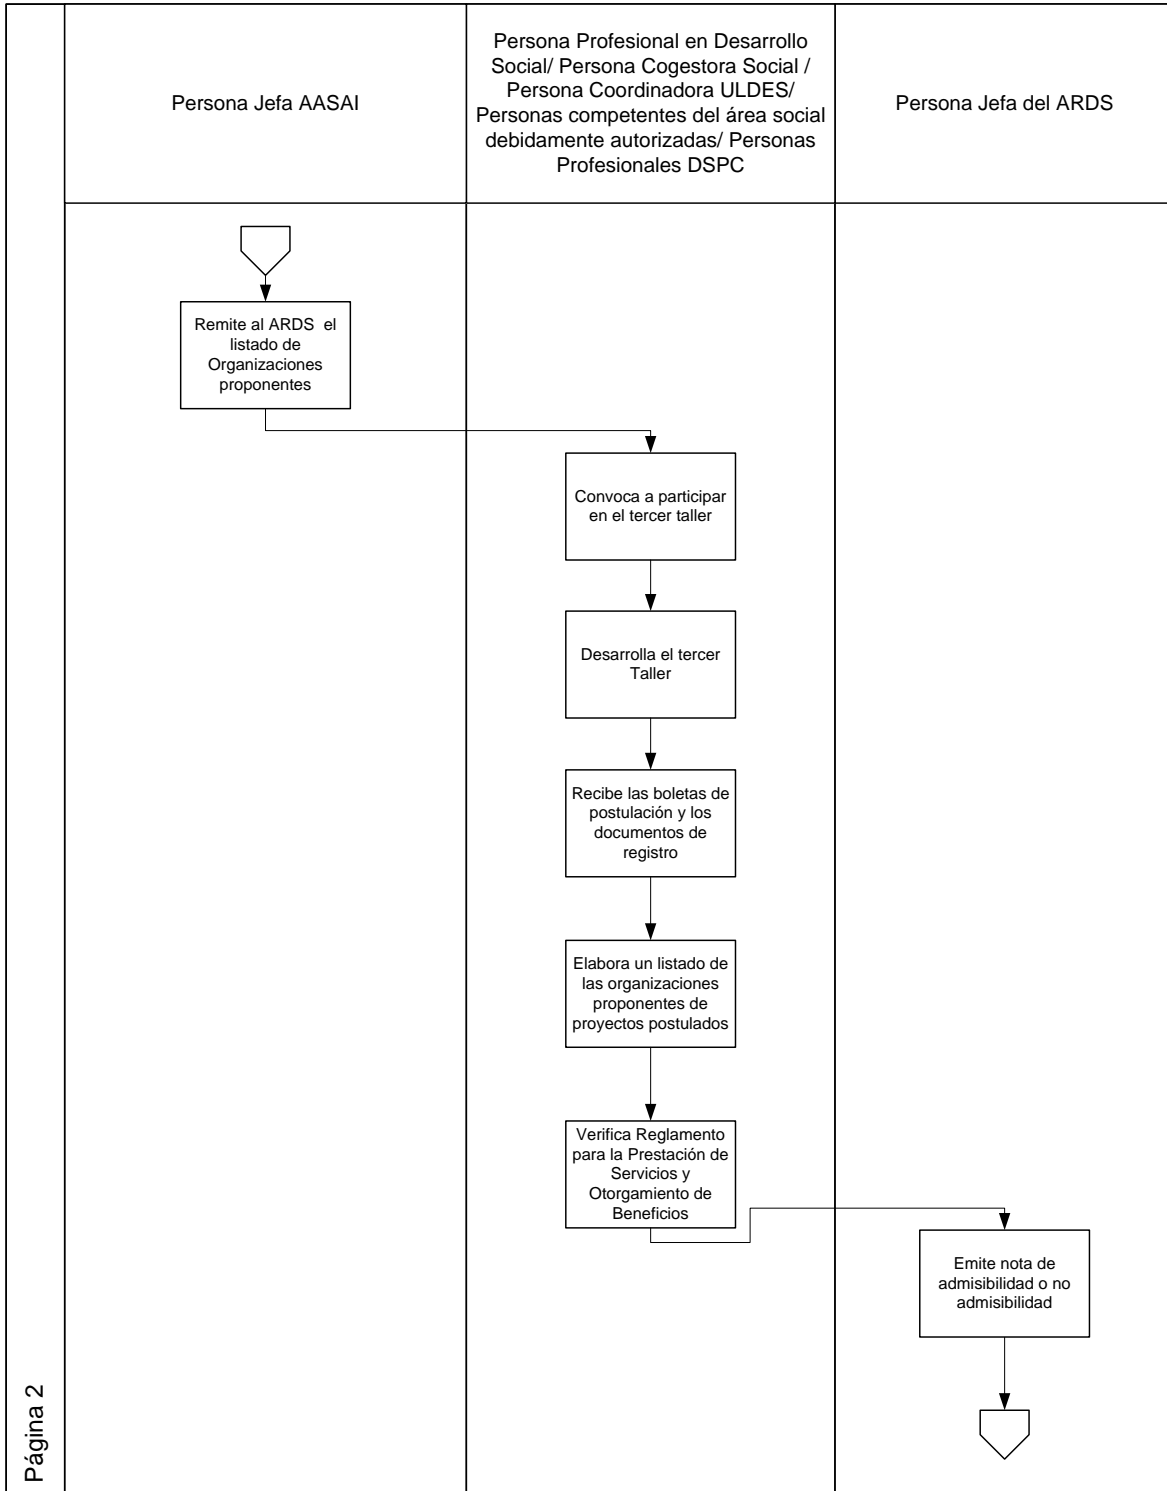 Persona Jefa AASAI
Persona Profesional en Desarrollo
Social/ Persona Cogestora Social /
Persona Coordinadora ULDES/
Personas competentes del área social
debidamente autorizadas/ Personas
Profesionales DSPC
Persona Jefa del ARDS
Remite al ARDS el
listado de
Organizaciones
proponentes
Convoca a participar
en el tercer taller
Desarrolla el tercer
Taller
Recibe las boletas de
postulación y los
documentos de
registro
Elabora un listado de
las organizaciones
proponentes de
proyectos postulados
Verifica Reglamento
para la Prestación de
Servicios y
Otorgamiento de
Beneficios
Emite nota de
admisibilidad o no
admisibilidad
Página 2